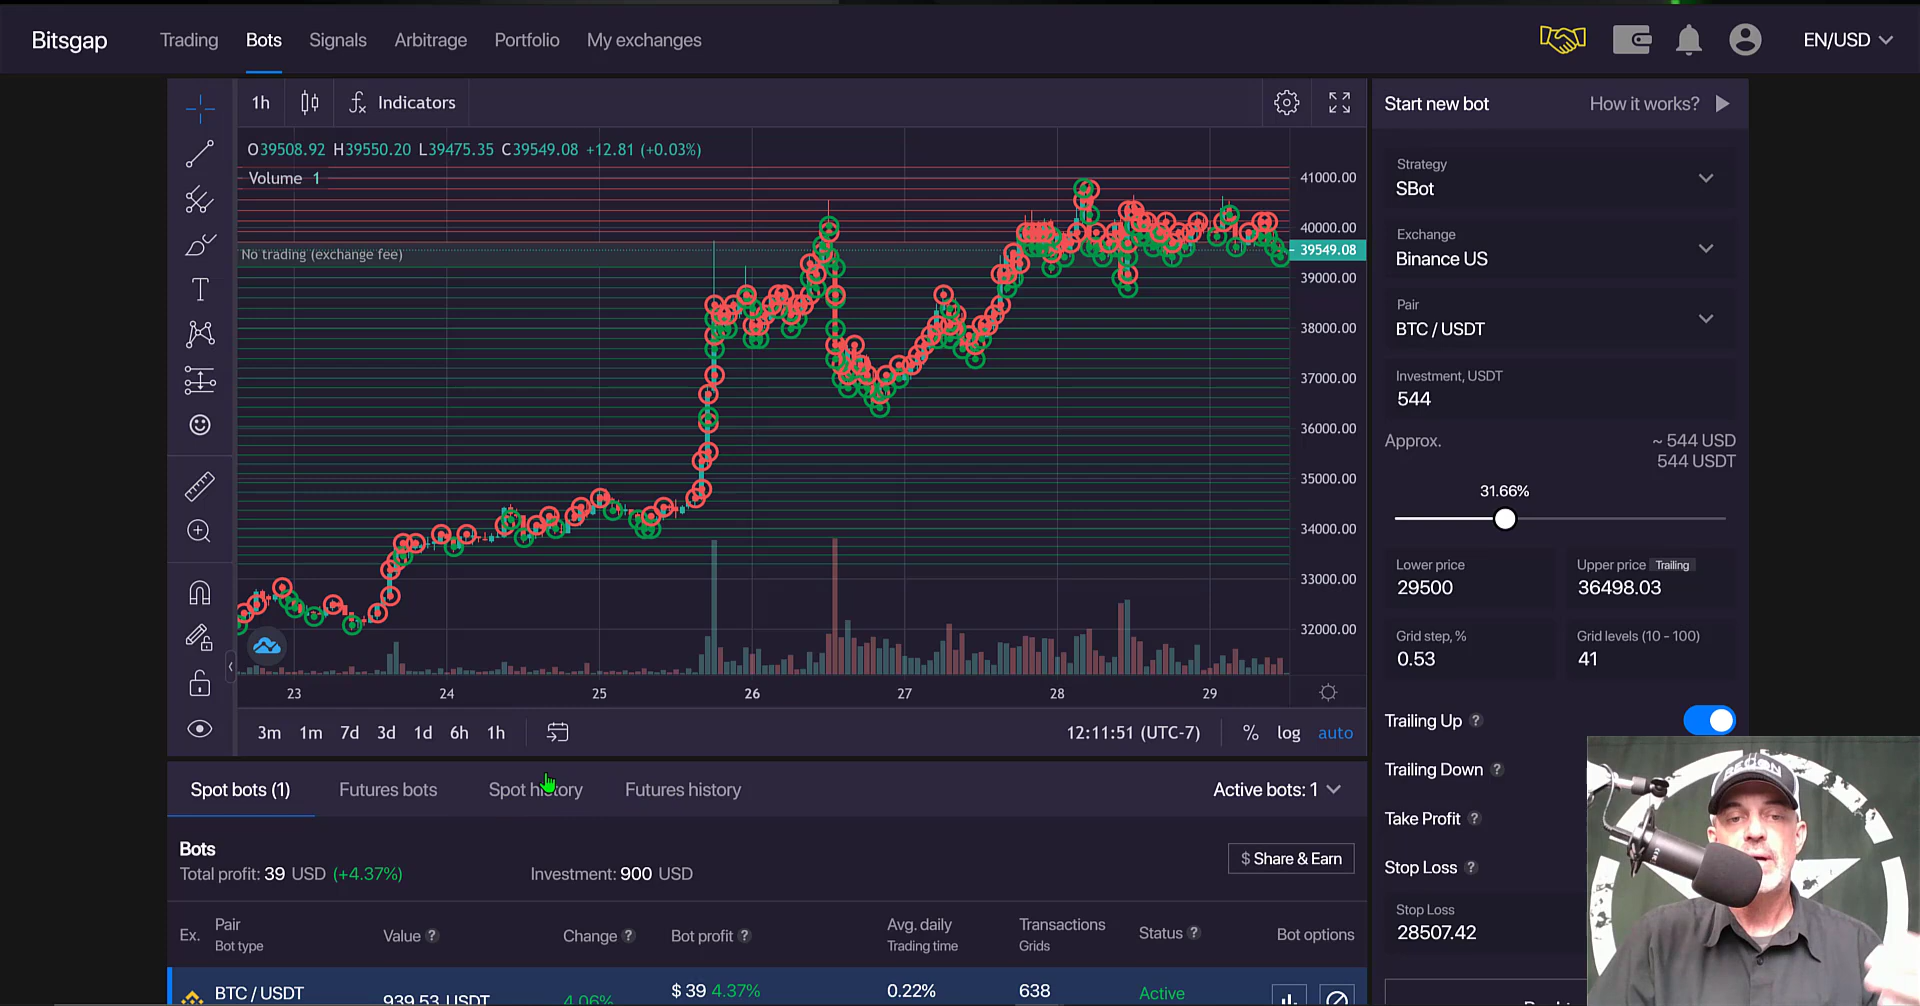 Bitsgap Trading Bots Signals Arbitrage Portfolio My exchanges EN/USD
1h Indicators
O39508.92 H39550.20 L39475.35 C39549.08 +12.81 (+0.03%)
Volume 1
No trading (exchange fee)
41000.00
40000.00
39549.08
39000.00
38000.00
37000.00
36000.00
35000.00
34000.00
33000.00
32000.00
23 24 25 26 27 28 29
3m 1m 7d 3d 1d 6h 1h 12:11:51 (UTC-7) % log auto
Start new bot How it works?
Strategy
SBot
Exchange
Binance US
Pair
BTC / USDT
Investment, USDT
544
Approx. ~ 544 USD
544 USDT
31.66%
Lower price Upper price Trailing
29500 36498.03
Grid step, % Grid levels (10 - 100)
0.53 41
Trailing Up ?
Trailing Down ?
Take Profit ?
Stop Loss ?
Stop Loss
28507.42
Spot bots (1) Futures bots Spot history Futures history Active bots: 1
Bots
Total profit: 39 USD (+4.37%) Investment: 900 USD $ Share & Earn
Ex. Pair Value ? Change ? Bot profit ? Avg. daily Transactions Status ? Bot options
Bot type Trading time Grids
BTC / USDT 939.53 USDT 4.06% $ 39 4.37% 0.22% 638 Active